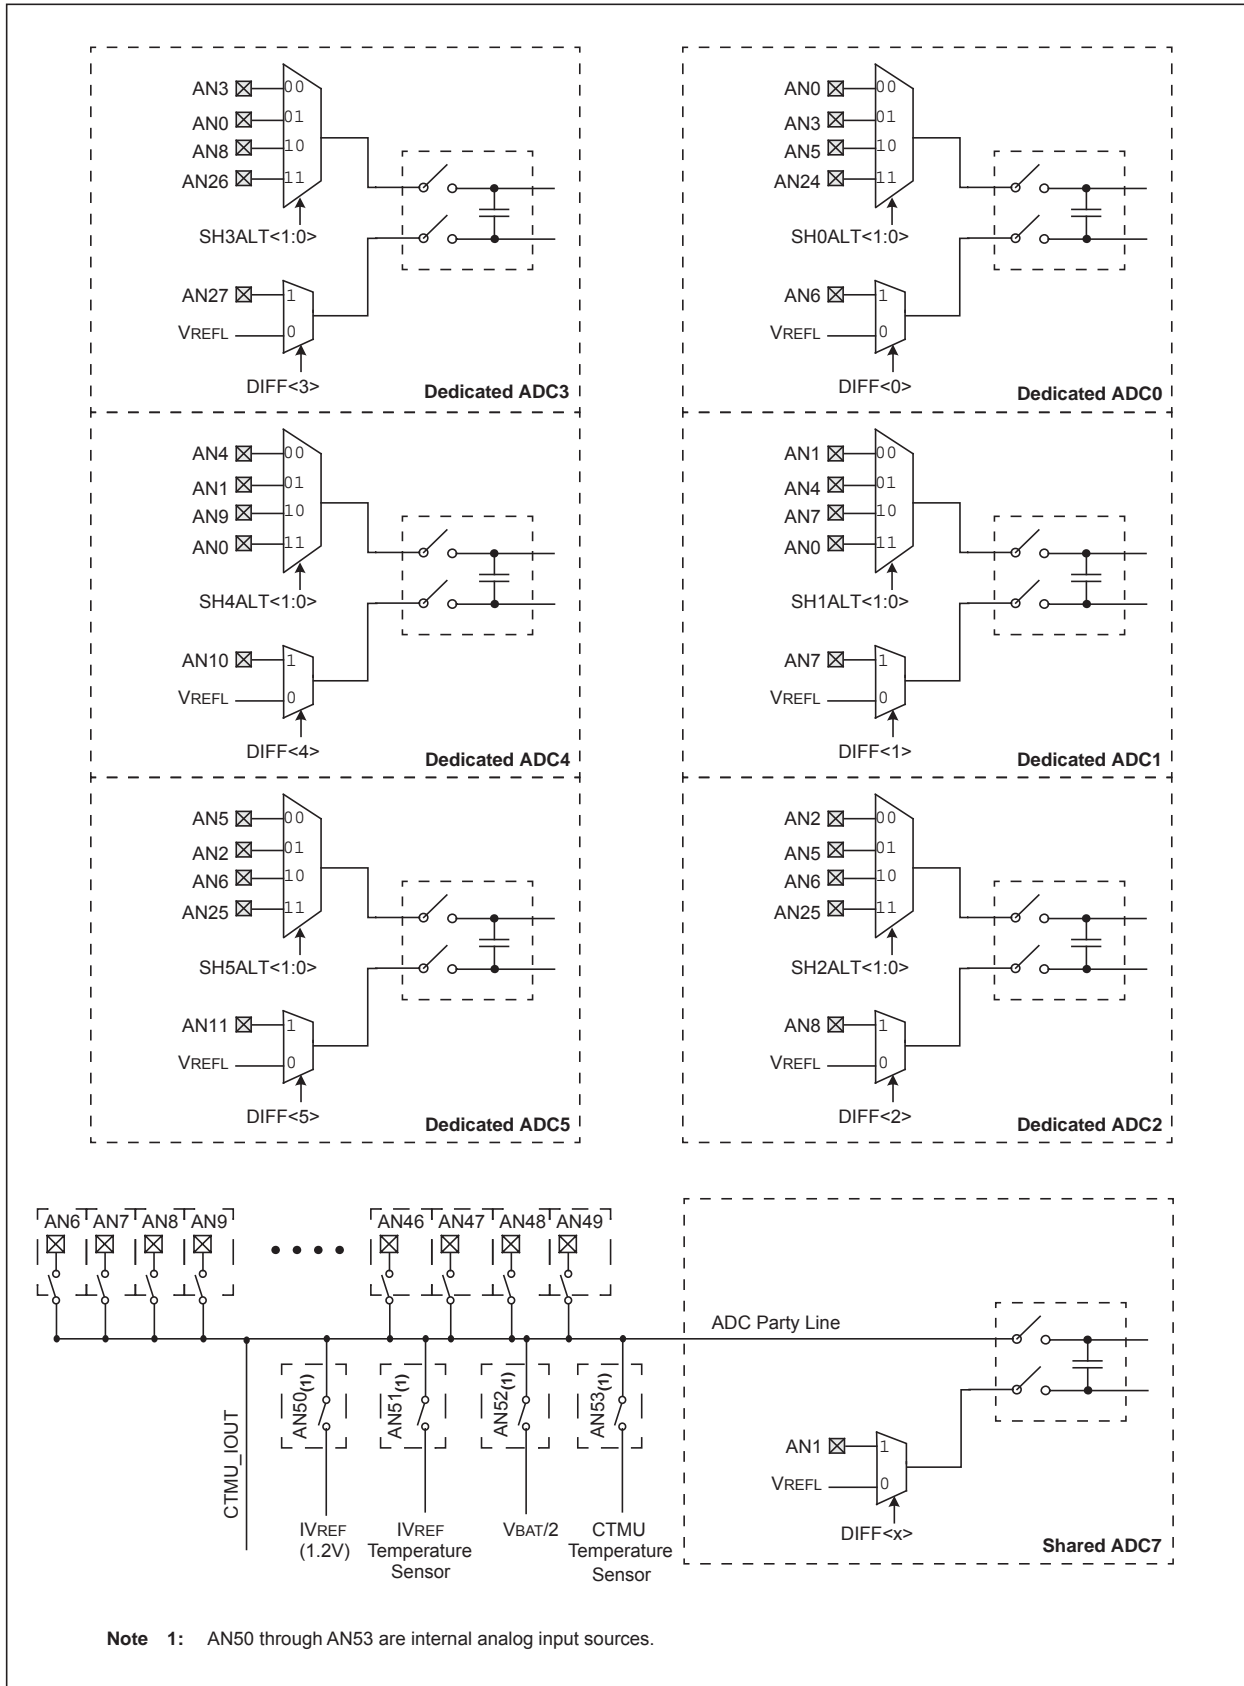 AN3 00
AN0 01
AN8 10
AN26 11
SH3ALT<1:0>
AN27 1
VREFL 0
DIFF<3>
Dedicated ADC3
AN0 00
AN3 01
AN5 10
AN24 11
SH0ALT<1:0>
AN6 1
VREFL 0
DIFF<0>
Dedicated ADC0
AN4 00
AN1 01
AN9 10
AN0 11
SH4ALT<1:0>
AN10 1
VREFL 0
DIFF<4>
Dedicated ADC4
AN1 00
AN4 01
AN7 10
AN0 11
SH1ALT<1:0>
AN7 1
VREFL 0
DIFF<1>
Dedicated ADC1
AN5 00
AN2 01
AN6 10
AN25 11
SH5ALT<1:0>
AN11 1
VREFL 0
DIFF<5>
Dedicated ADC5
AN2 00
AN5 01
AN6 10
AN25 11
SH2ALT<1:0>
AN8 1
VREFL 0
DIFF<2>
Dedicated ADC2
AN6 AN7 AN8 AN9 AN46 AN47 AN48 AN49
ADC Party Line
CTMU_IOUT
AN50(1)
AN51(1)
AN52(1)
AN53(1)
IVREF
(1.2V)
IVREF
Temperature
Sensor
VBAT/2
CTMU
Temperature
Sensor
AN1 1
VREFL 0
DIFF<x>
Shared ADC7
Note 1: AN50 through AN53 are internal analog input sources.